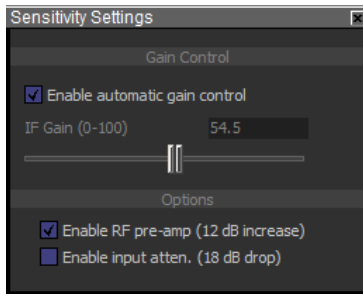 Sensitivity Settings
Gain Control
Enable automatic gain control
IF Gain (0-100) 54.5
Options
Enable RF pre-amp (12 dB increase)
Enable input atten. (18 dB drop)